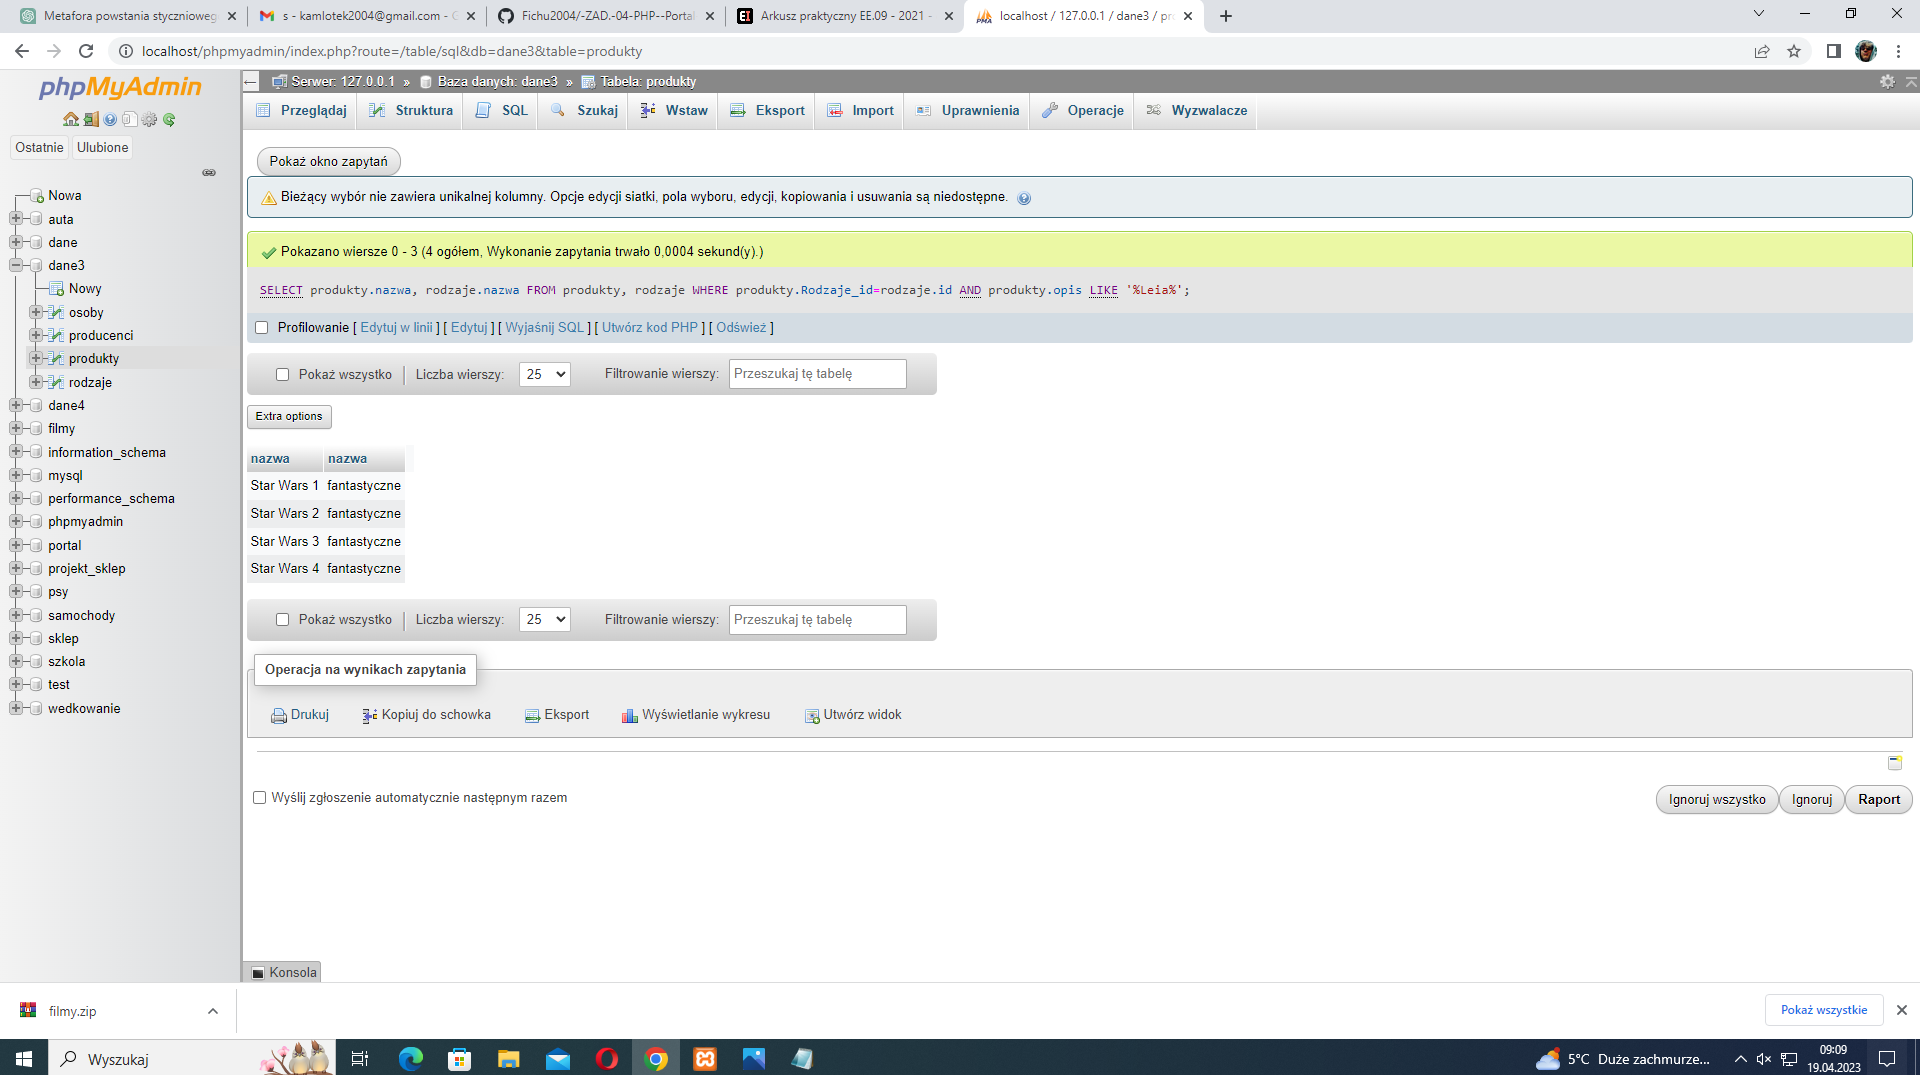 Metafora powstania styczniowego
s - kamlotek2004@gmail.com - G
Fichu2004/-ZAD.-04-PHP--Portal
EI Arkusz praktyczny EE.09 - 2021 -
localhost / 127.0.0.1 / dane3 / pro
localhost/phpmyadmin/index.php?route=/table/sql&db=dane3&table=produkty
phpMyAdmin
Ostatnie Ulubione
Nowa
auta
dane
dane3
Nowy
osoby
producenci
produkty
rodzaje
dane4
filmy
information_schema
mysql
performance_schema
phpmyadmin
portal
projekt_sklep
psy
samochody
sklep
szkola
test
wedkowanie
Serwer: 127.0.0.1 » Baza danych: dane3 » Tabela: produkty
Przeglądaj Struktura SQL Szukaj Wstaw Eksport Import Uprawnienia Operacje Wyzwalacze
Pokaż okno zapytań
Bieżący wybór nie zawiera unikalnej kolumny. Opcje edycji siatki, pola wyboru, edycji, kopiowania i usuwania są niedostępne.
Pokazano wiersze 0 - 3 (4 ogółem, Wykonanie zapytania trwało 0,0004 sekund(y).)
SELECT produkty.nazwa, rodzaje.nazwa FROM produkty, rodzaje WHERE produkty.Rodzaje_id=rodzaje.id AND produkty.opis LIKE '%Leia%';
Profilowanie [ Edytuj w linii ] [ Edytuj ] [ Wyjaśnij SQL ] [ Utwórz kod PHP ] [ Odśwież ]
Pokaż wszystko | Liczba wierszy: 25 Filtrowanie wierszy: Przeszukaj tę tabelę
Extra options
nazwa nazwa
Star Wars 1 fantastyczne
Star Wars 2 fantastyczne
Star Wars 3 fantastyczne
Star Wars 4 fantastyczne
Pokaż wszystko | Liczba wierszy: 25 Filtrowanie wierszy: Przeszukaj tę tabelę
Operacja na wynikach zapytania
Drukuj Kopiuj do schowka Eksport Wyświetlanie wykresu Utwórz widok
Wyślij zgłoszenie automatycznie następnym razem
Ignoruj wszystko Ignoruj Raport
Konsola
filmy.zip
Pokaż wszystkie
Wyszukaj
5°C Duże zachmurze...
09:09
19.04.2023